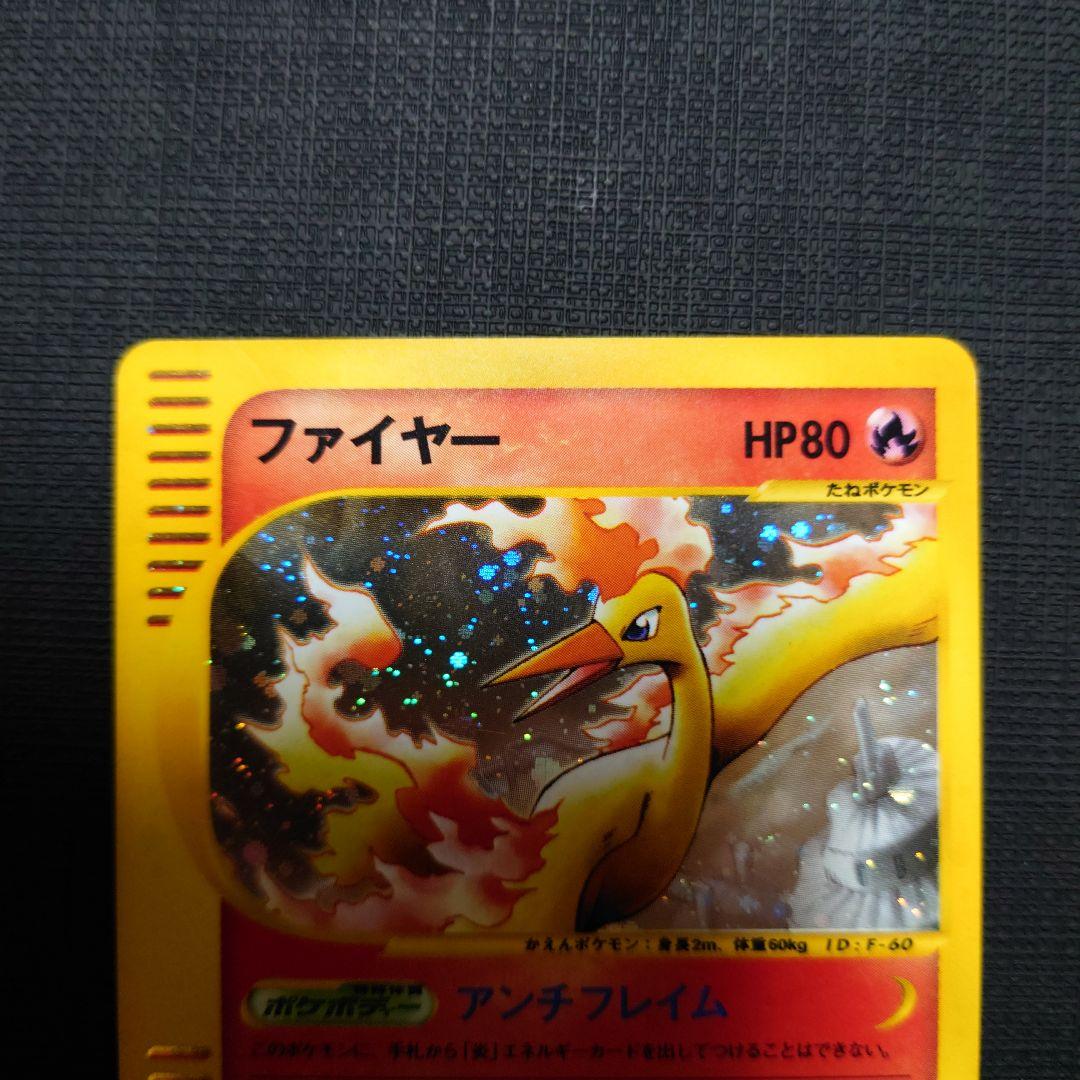 ファイヤー HP80
たねポケモン
かえんポケモン：身長2m、体重60kg ID：F-60
特殊体質
ポケボディー アンチフレイム
このポケモンに、手札から「炎」エネルギーカードを出してつけることはできない。